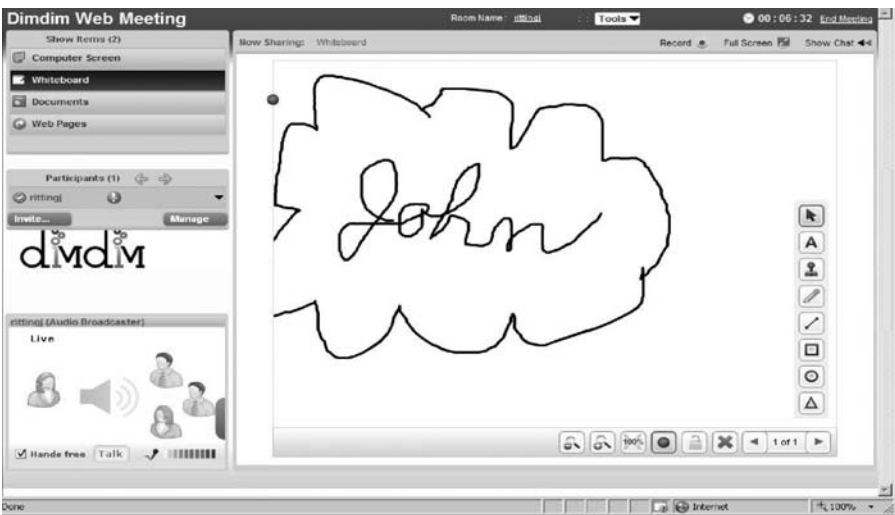 Dimdim Web Meeting
Room Name: rittingj : : Tools 00:06:32 End Meeting
Show Items (2)
Now Sharing: Whiteboard
Record Full Screen Show Chat
Computer Screen
Whiteboard
Documents
Web Pages
Participants (1)
rittingj
Invite... Manage
dimdim
John
A
rittingj (Audio Broadcaster)
Live
Hands free Talk
100% 1 of 1
Done Internet 100%